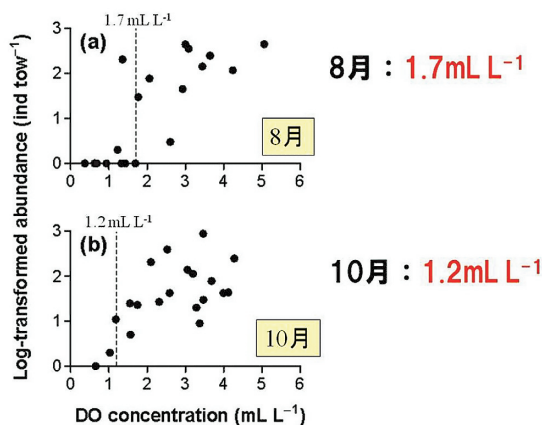 1.7 mL L⁻¹
(a)
8月
3
2
1
0
0 1 2 3 4 5 6
8月：1.7mL L⁻¹
Log-transformed abundance (ind tow⁻¹)
1.2 mL L⁻¹
(b)
10月
3
2
1
0
0 1 2 3 4 5 6
DO concentration (mL L⁻¹)
10月：1.2mL L⁻¹